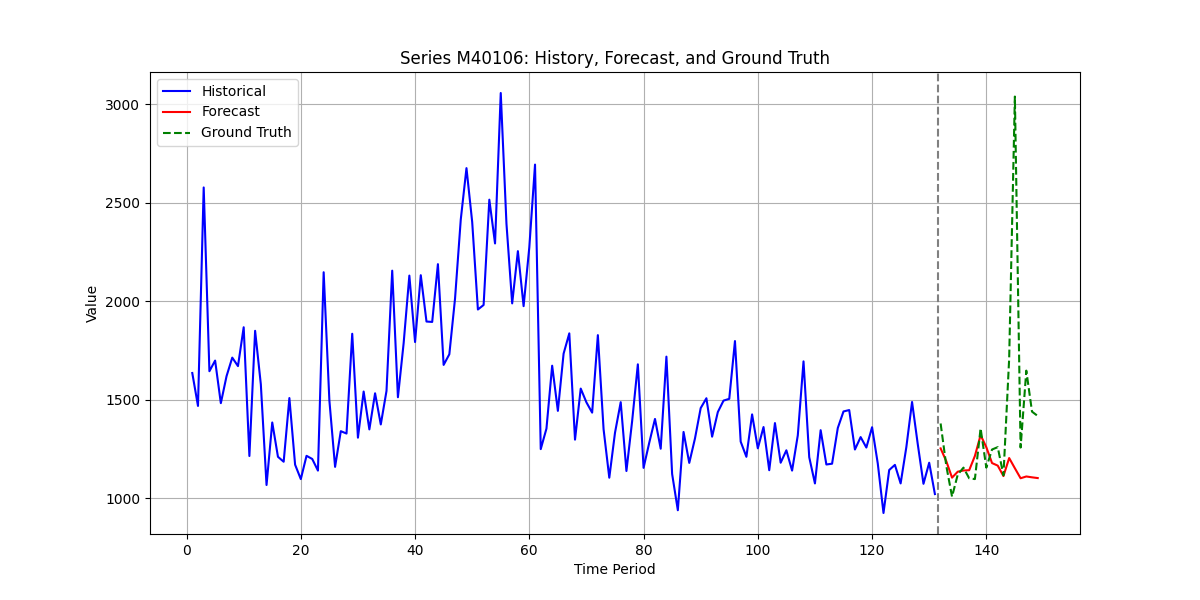 Series M40106: History, Forecast, and Ground Truth
Historical
Forecast
Ground Truth
3000
2500
2000
1500
1000
Value
0 20 40 60 80 100 120 140
Time Period